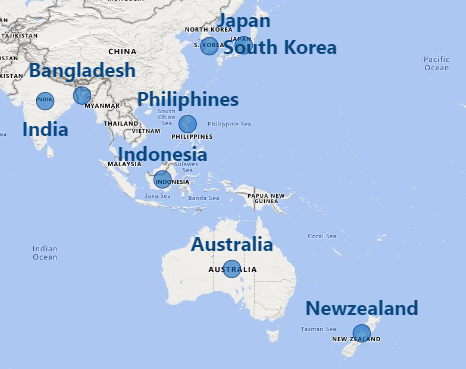 Japan
NORTH KOREA
S. KOREA
JAPAN
South Korea
TAJIKISTAN
CHINA
Pacific
Ocean
Bangladesh
INDIA
MYANMAR
Philiphines
South
China
Sea
Philippine Sea
India
THAILAND
VIETNAM
PHILIPPINES
Indonesia
MALAYSIA
Sulawesi
Sea
INDONESIA
Java Sea
Banda Sea
PAPUA NEW
GUINEA
Indian
Ocean
Coral Sea
Australia
AUSTRALIA
Newzealand
Tasman Sea
NEW ZEALAND